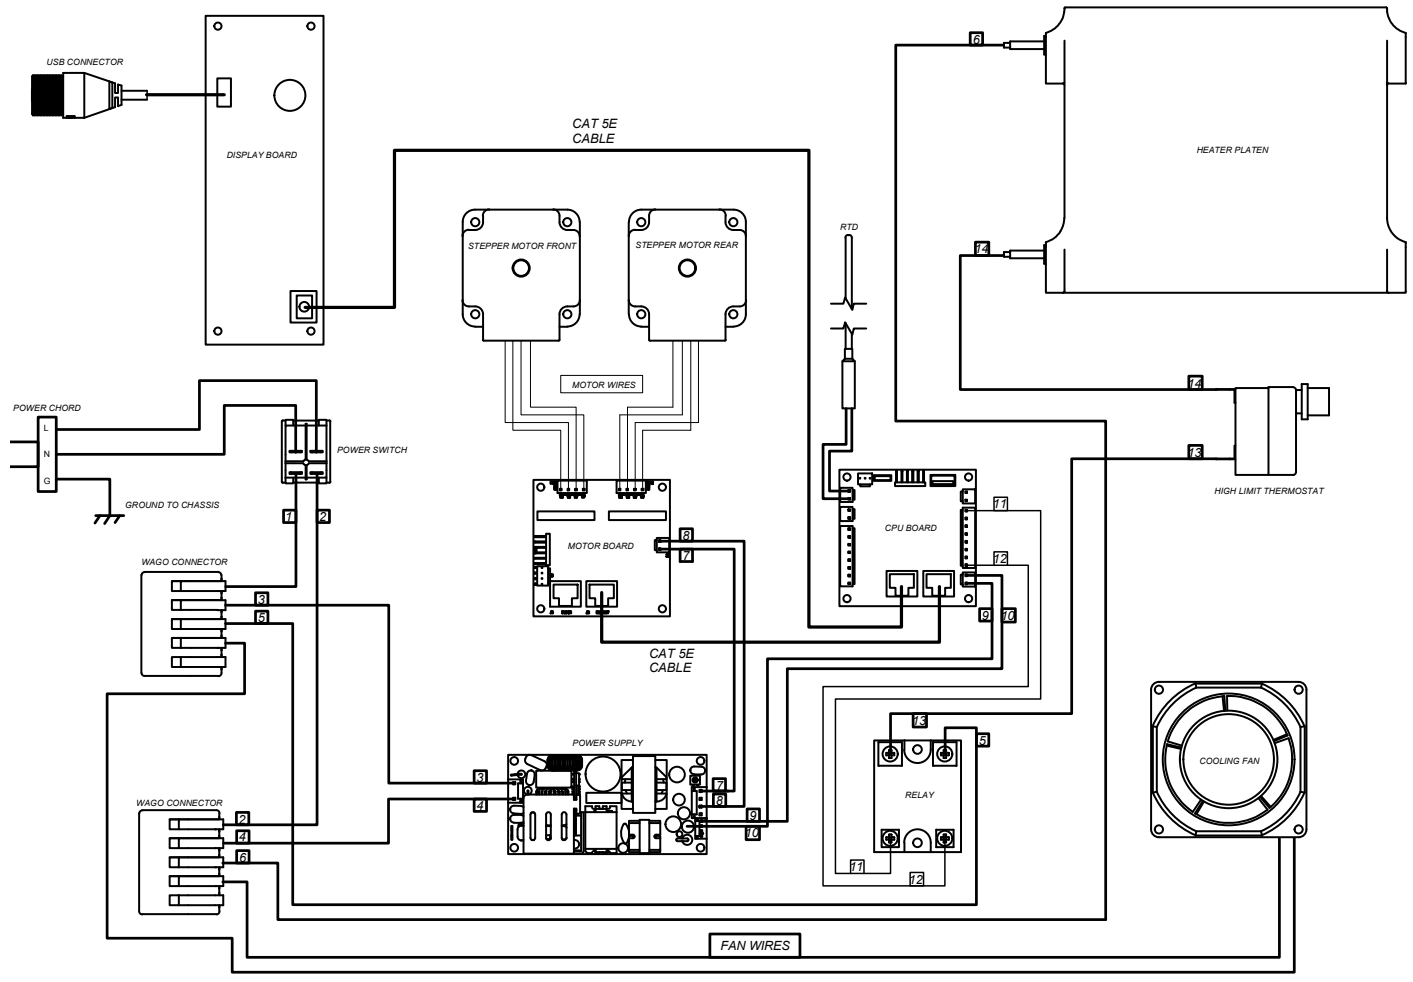 6
USB CONNECTOR
CAT 5E
CABLE
HEATER PLATEN
DISPLAY BOARD
RTD
STEPPER MOTOR FRONT
STEPPER MOTOR REAR
14
MOTOR WIRES
14
POWER CHORD
L
N
G
POWER SWITCH
13
HIGH LIMIT THERMOSTAT
GROUND TO CHASSIS
1
2
11
CPU BOARD
MOTOR BOARD
8
7
12
WAGO CONNECTOR
3
5
9
10
CAT 5E
CABLE
13
5
POWER SUPPLY
COOLING FAN
3
4
7
8
9
10
RELAY
WAGO CONNECTOR
2
4
6
11
12
FAN WIRES